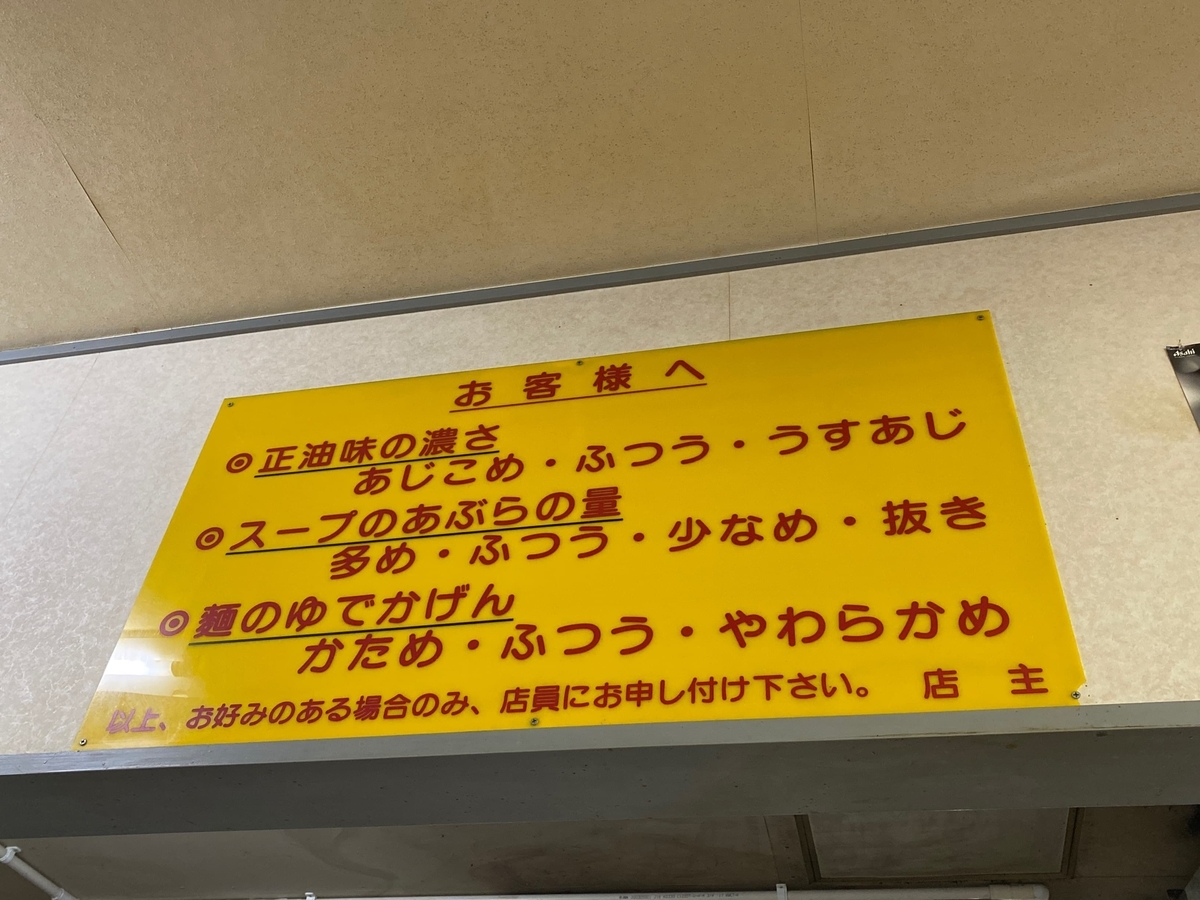 お客様へ
◎正油味の濃さ
あじこめ・ふつう・うすあじ
◎スープのあぶらの量
多め・ふつう・少なめ・抜き
◎麺のゆでかげん
かため・ふつう・やわらかめ
以上、お好みのある場合のみ、店員にお申し付け下さい。 店 主
Asahi